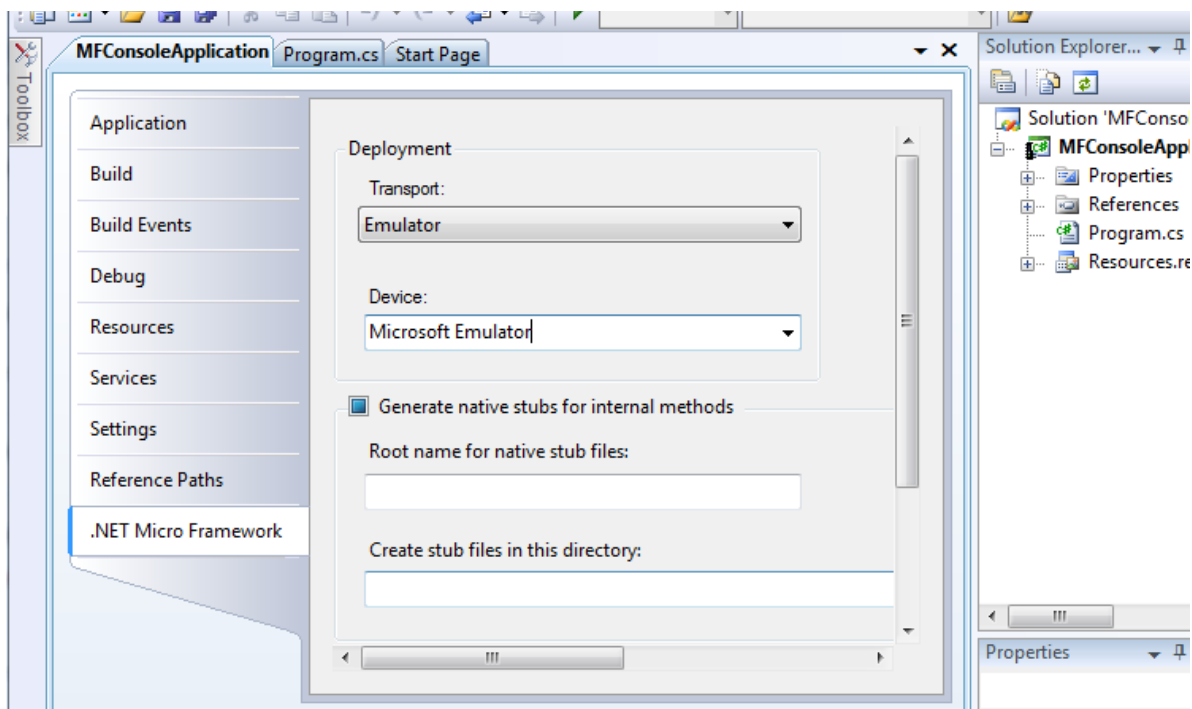 MFConsoleApplication Program.cs Start Page
Solution Explorer...
Toolbox
Application
Build
Build Events
Debug
Resources
Services
Settings
Reference Paths
.NET Micro Framework
Deployment
Transport:
Emulator
Device:
Microsoft Emulator
Generate native stubs for internal methods
Root name for native stub files:
Create stub files in this directory:
Solution 'MFConso
MFConsoleAppl
Properties
References
Program.cs
Resources.re
Properties